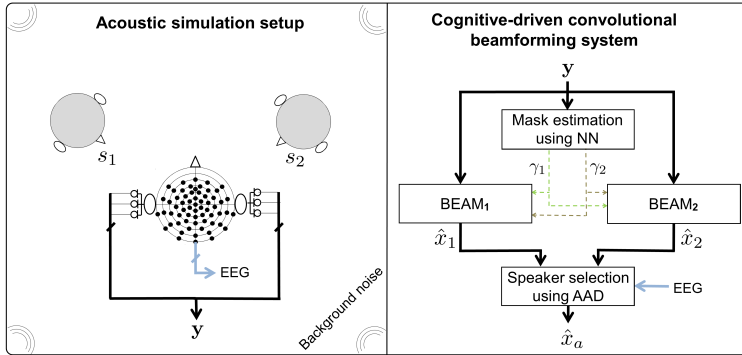 Acoustic simulation setup
s₁
s₂
EEG
y
Background noise
Cognitive-driven convolutional
beamforming system
y
Mask estimation
using NN
γ₁
γ₂
BEAM₁
BEAM₂
x̂₁
x̂₂
Speaker selection
using AAD
EEG
x̂ₐ